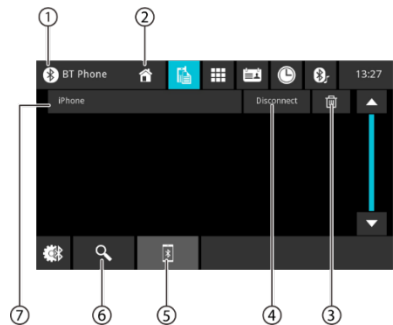 ① ②
BT Phone 13:27
iPhone Disconnect
⑦ ⑥ ⑤ ④ ③